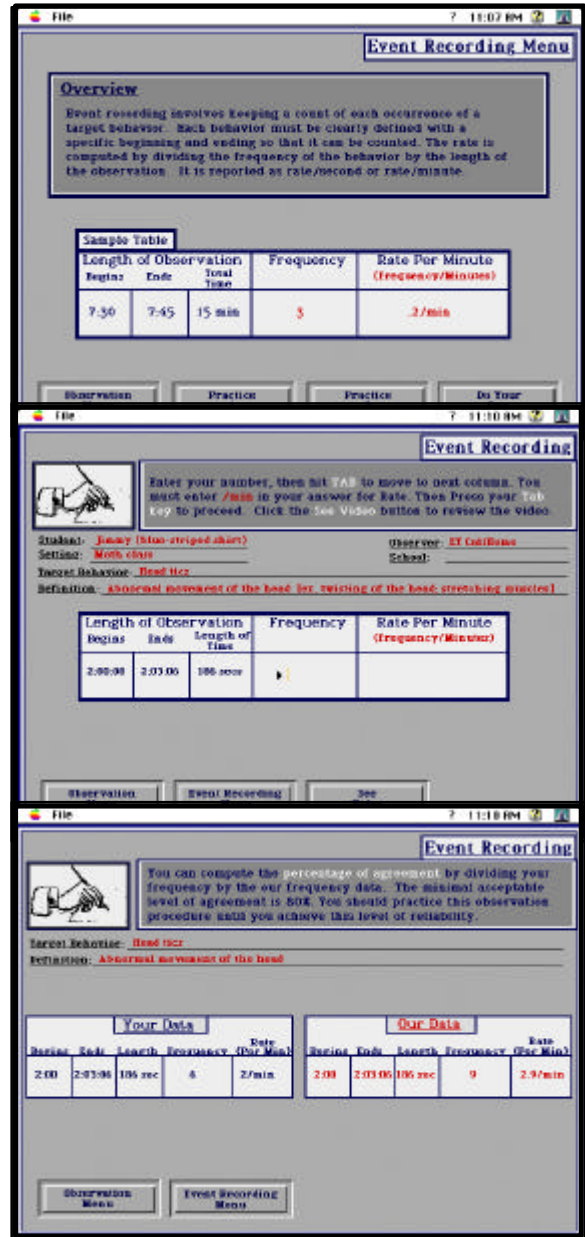 File ? 11:07 PM
Event Recording Menu
Overview
Event recording involves keeping a count of each occurrence of a
target behavior. Each behavior must be clearly defined with a
specific beginning and ending so that it can be counted. The rate is
computed by dividing the frequency of the behavior by the length of
the observation. It is reported as rate/second or rate/minute.
Sample Table
Length of Observation Frequency Rate Per Minute
Begins Ends Total Time (Frequency/Minutes)
7:30 7:45 15 min 3 .2/min
Observation Practice Practice Do Your
File ? 11:10 AM
Event Recording
Enter your number, then hit TAB to move to next column. You
must enter /min in your answer for Rate. Then Press your Tab
key to proceed. Click the See Video button to review the video.
Student: Jimmy (blue-striped shirt) Observer:
Setting: Math class School:
Target Behavior: Head tics
Definition: Abnormal movement of the head twisting of the head; stretching muscles]
Length of Observation Frequency Rate Per Minute
Begins Ends Length of Time (Frequency/Minutes)
2:00:00 2:03:06 186 secs
Observation Event Recording See
File ? 11:10 PM
Event Recording
You can compute the percentage of agreement by dividing your
frequency by the our frequency data. The minimal acceptable
level of agreement is 80%. You should practice this observation
procedure until you achieve this level of reliability.
Target Behavior: Head tics
Definition: Abnormal movement of the head
Your Data Our Data
Begins Ends Length Frequency Rate (Per Min) Begins Ends Length Frequency Rate (Per Min)
2:00 2:03:06 186 sec 6 2/min 2:00 2:03:06 186 sec 9 2.9/min
Observation Menu Event Recording Menu